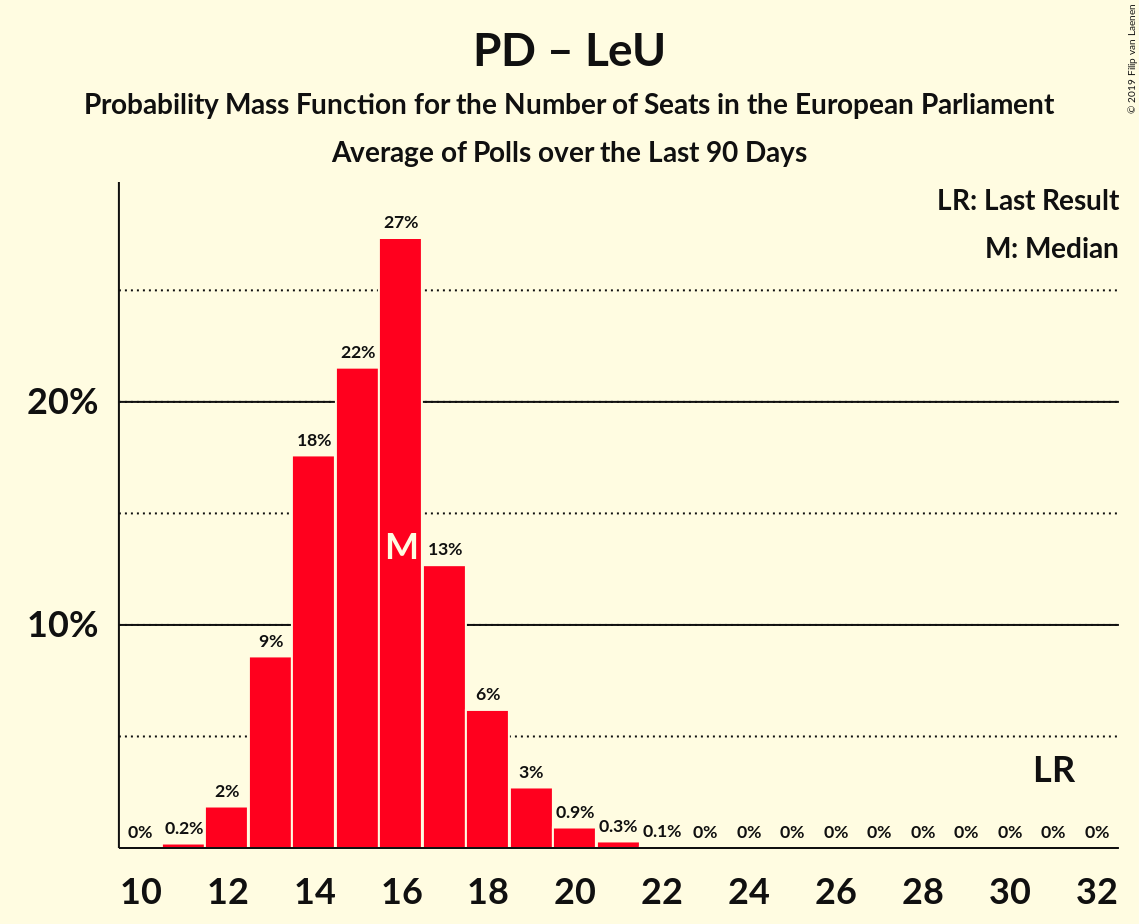 PD – LeU
Probability Mass Function for the Number of Seats in the European Parliament
Average of Polls over the Last 90 Days
© 2019 Filip van Laenen
LR: Last Result
M: Median
27%
22%
20%
18%
M
13%
10%
9%
6%
LR
3%
2%
0.9%
0% 0.2% 0.3% 0.1% 0% 0% 0% 0% 0% 0% 0% 0% 0% 0%
10 12 14 16 18 20 22 24 26 28 30 32